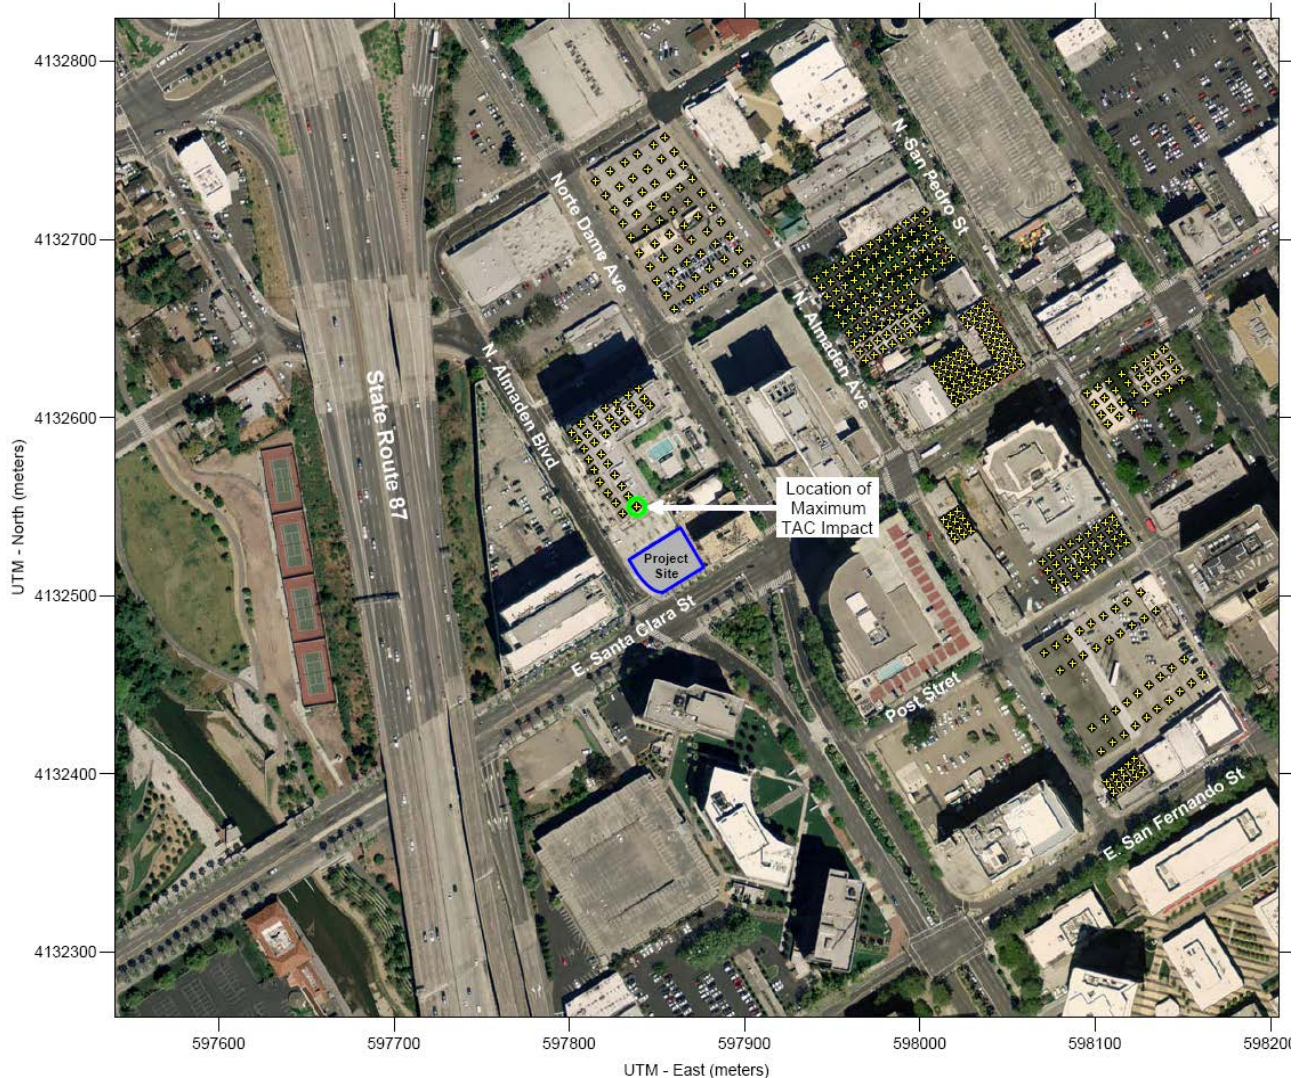 4132800
4132700
4132600
4132500
4132400
4132300
UTM - North (meters)
N. San Pedro St
Norte Dame Ave
N. Almaden Ave
N. Almaden Blvd
State Route 87
Location of
Maximum
TAC Impact
Project
Site
E. Santa Clara St
Post Stret
E. San Fernando St
597600
597700
597800
597900
598000
598100
598200
UTM - East (meters)